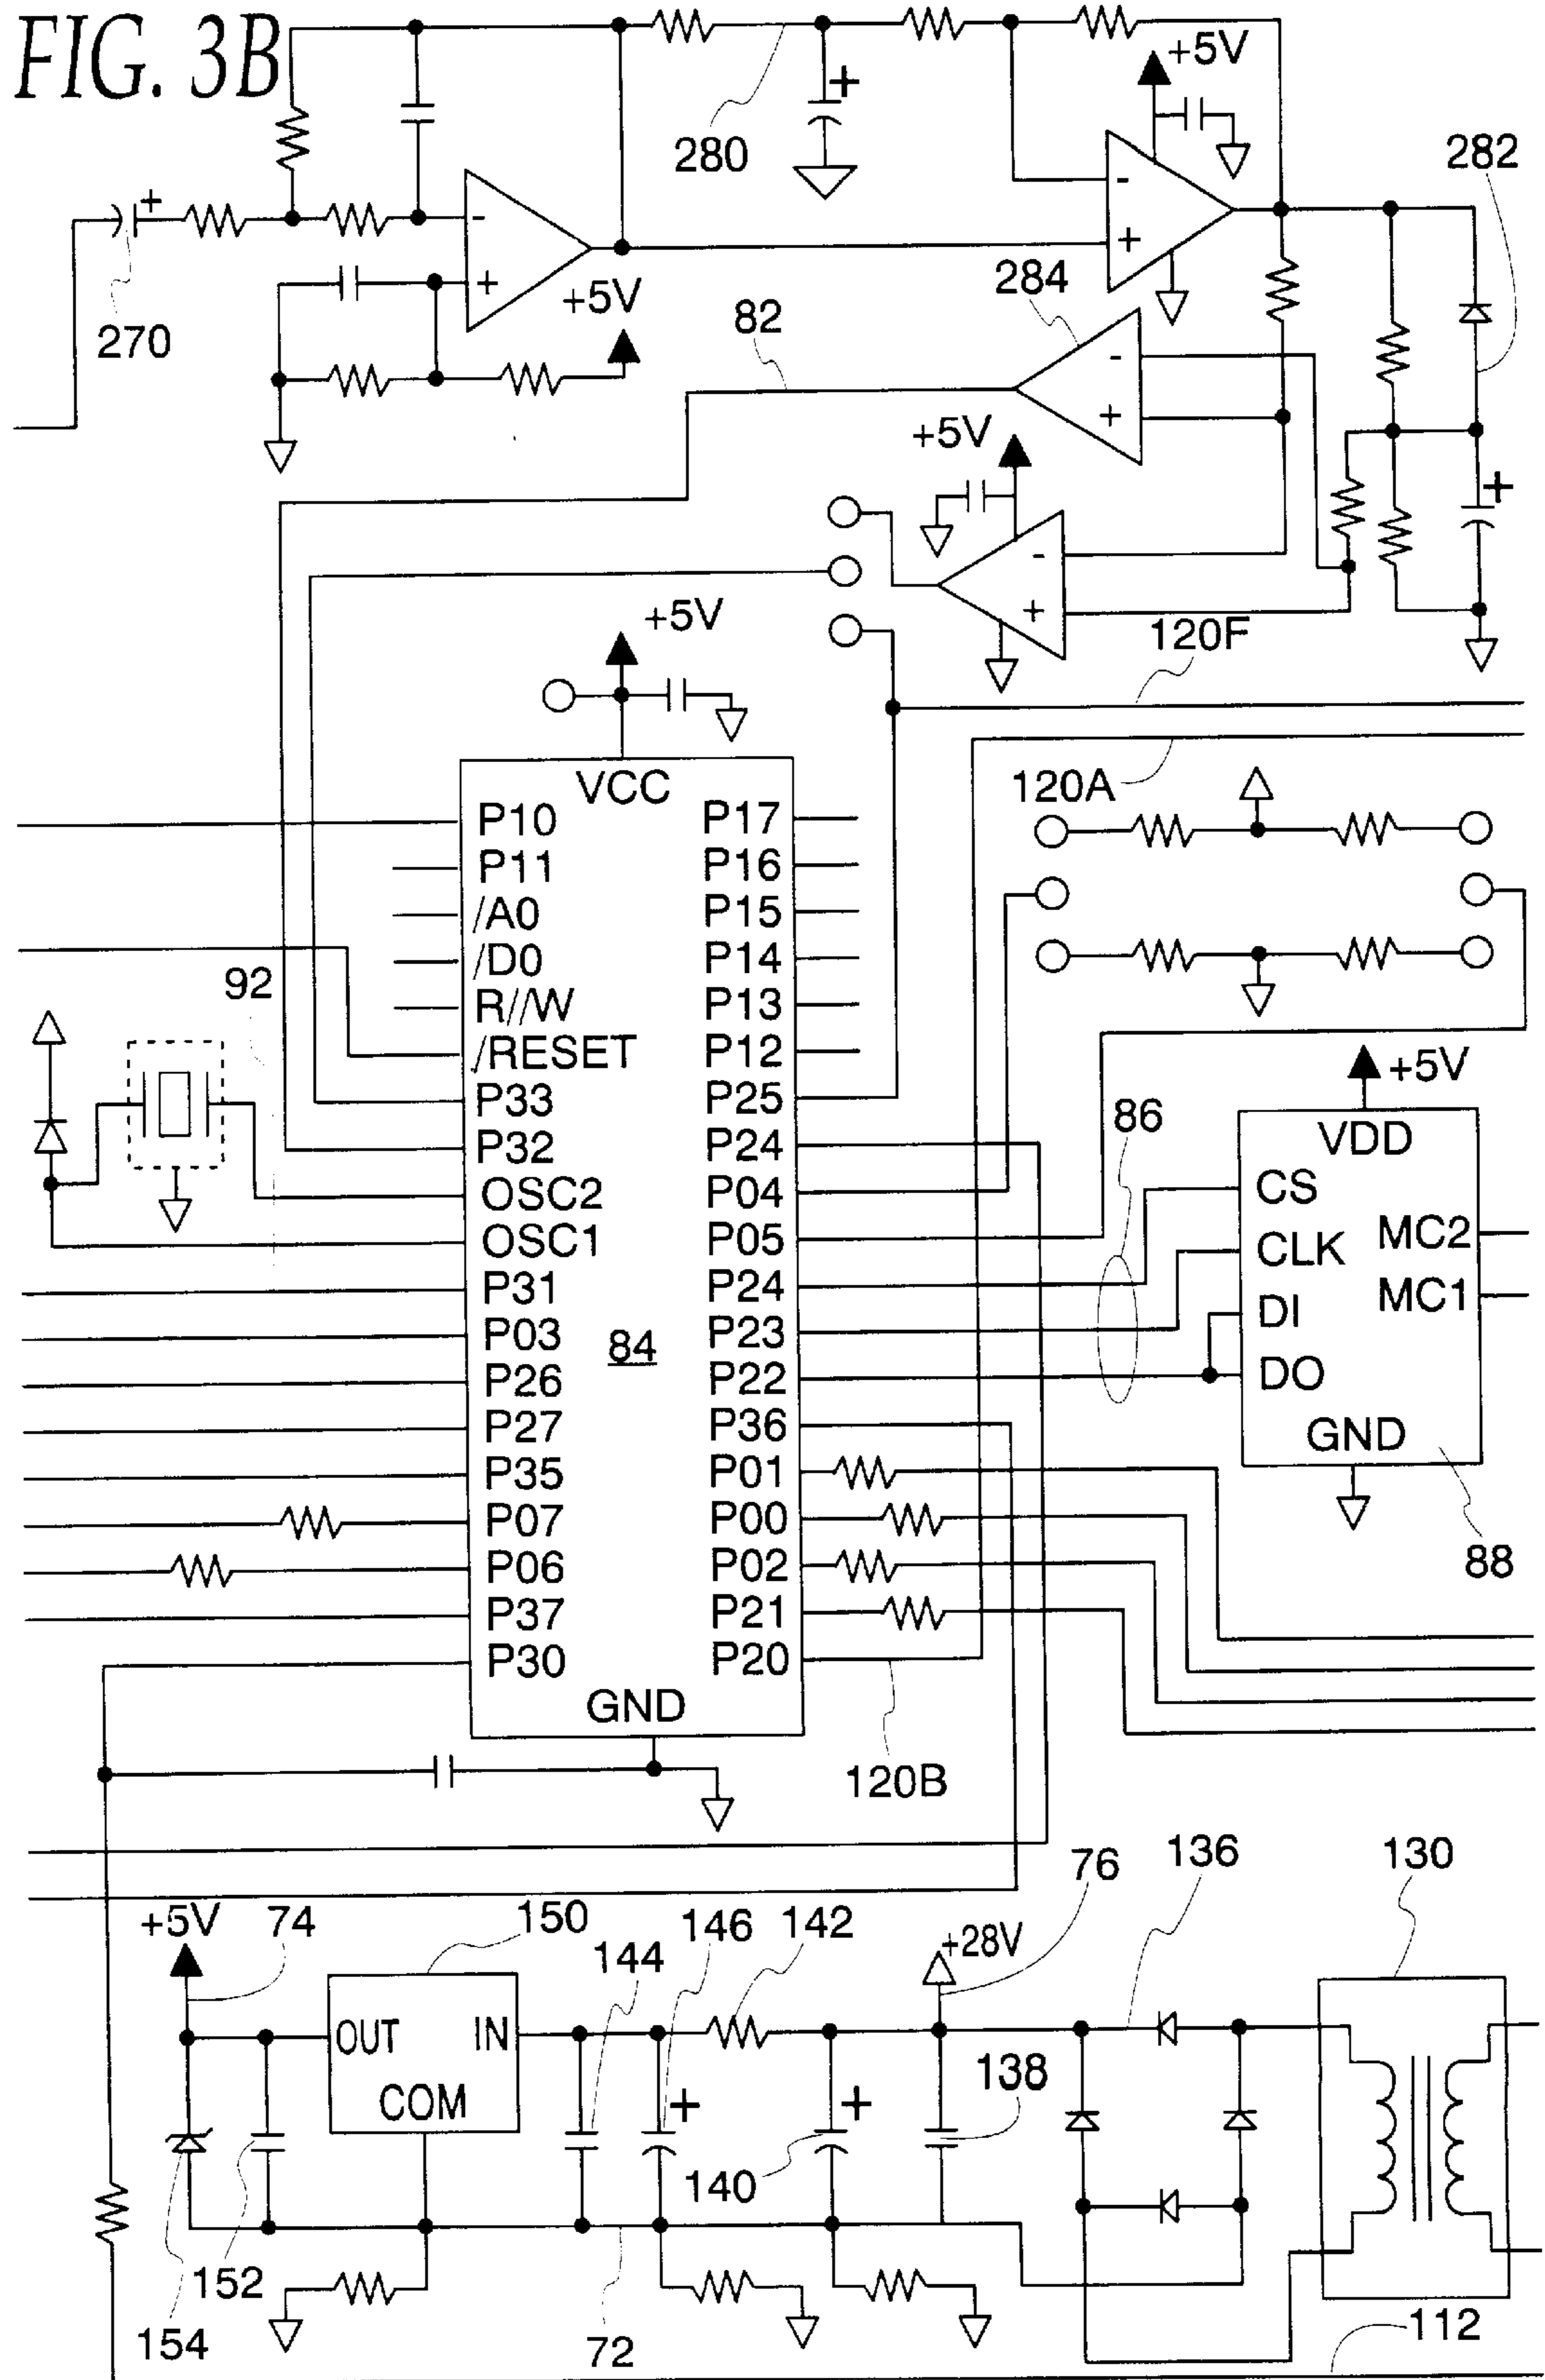 FIG. 3B
+5V
+
280
282
+
-
+
-
+
270
+5V
284
82
-
+
+5V
+
-
+
+5V
120F
120A
VCC
P10
P11
/A0
/D0
R//W
/RESET
P33
P32
OSC2
OSC1
P31
P03
P26
P27
P35
P07
P06
P37
P30
84
GND
P17
P16
P15
P14
P13
P12
P25
P24
P04
P05
P24
P23
P22
P36
P01
P00
P02
P21
P20
92
86
+5V
VDD
CS
CLK
DI
DO
MC2
MC1
GND
88
120B
+5V
74
150
144
146
142
76
+28V
136
130
OUT
IN
COM
+
+
138
140
152
154
72
112